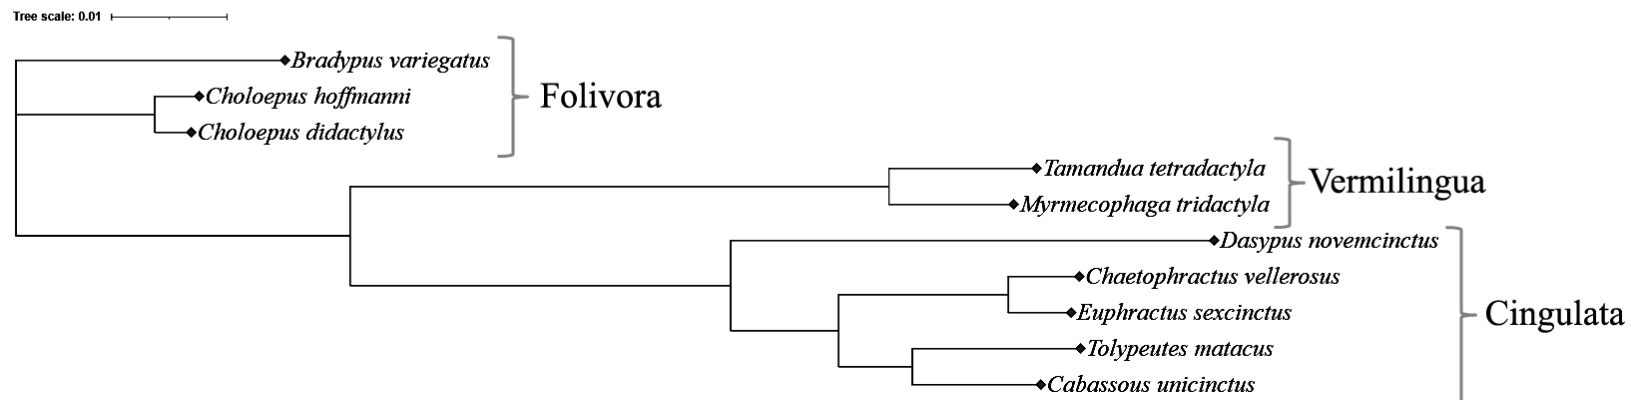 Tree scale: 0.01
Bradypus variegatus
Choloepus hoffmanni
Folivora
Choloepus didactylus
Tamandua tetradactyla
Vermilingua
Myrmecophaga tridactyla
Dasypus novemcinctus
Chaetophractus vellerosus
Euphractus sexcinctus
Cingulata
Tolypeutes matacus
Cabassous unicinctus